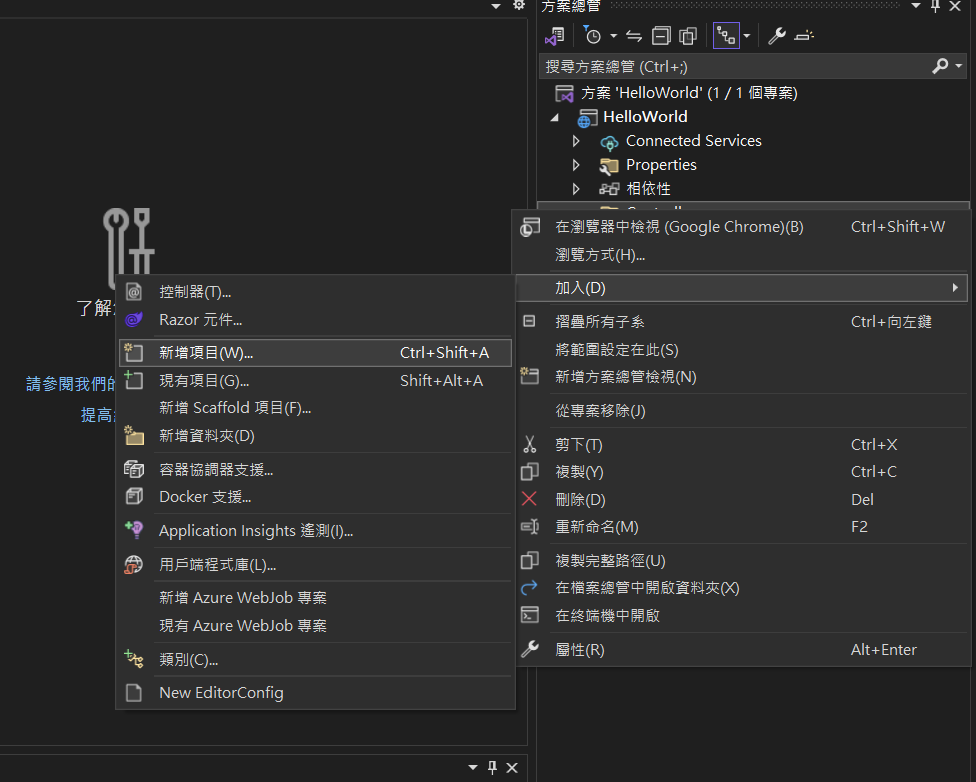 方案總管
搜尋方案總管 (Ctrl+;)
方案 'HelloWorld' (1 / 1 個專案)
HelloWorld
Connected Services
Properties
相依性
在瀏覽器中檢視 (Google Chrome)(B) Ctrl+Shift+W
瀏覽方式(H)...
加入(D)
摺疊所有子系 Ctrl+向左鍵
將範圍設定在此(S)
新增方案總管檢視(N)
從專案移除(J)
剪下(T) Ctrl+X
複製(Y) Ctrl+C
刪除(D) Del
重新命名(M) F2
複製完整路徑(U)
在檔案總管中開啟資料夾(X)
在終端機中開啟
屬性(R) Alt+Enter
了解
請參閱我們的
提高
控制器(T)...
Razor 元件...
新增項目(W)... Ctrl+Shift+A
現有項目(G)... Shift+Alt+A
新增 Scaffold 項目(F)...
新增資料夾(D)
容器協調器支援...
Docker 支援...
Application Insights 遙測(I)...
用戶端程式庫(L)...
新增 Azure WebJob 專案
現有 Azure WebJob 專案
類別(C)...
New EditorConfig